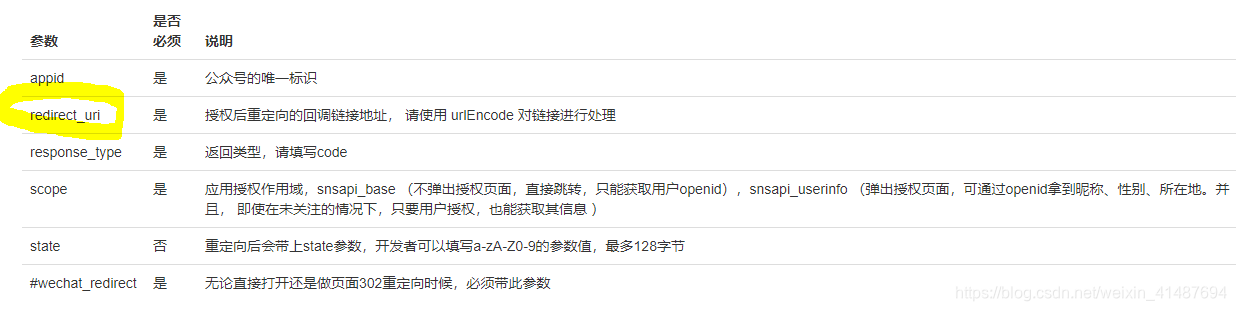 参数 是否必须 说明
appid 是 公众号的唯一标识
redirect_uri 是 授权后重定向的回调链接地址， 请使用 urlEncode 对链接进行处理
response_type 是 返回类型，请填写code
scope 是 应用授权作用域，snsapi_base （不弹出授权页面，直接跳转，只能获取用户openid），snsapi_userinfo （弹出授权页面，可通过openid拿到昵称、性别、所在地。并
且， 即使在未关注的情况下，只要用户授权，也能获取其信息 ）
state 否 重定向后会带上state参数，开发者可以填写a-zA-Z0-9的参数值，最多128字节
#wechat_redirect 是 无论直接打开还是做页面302重定向时候，必须带此参数
https://blog.csdn.net/weixin_41487694